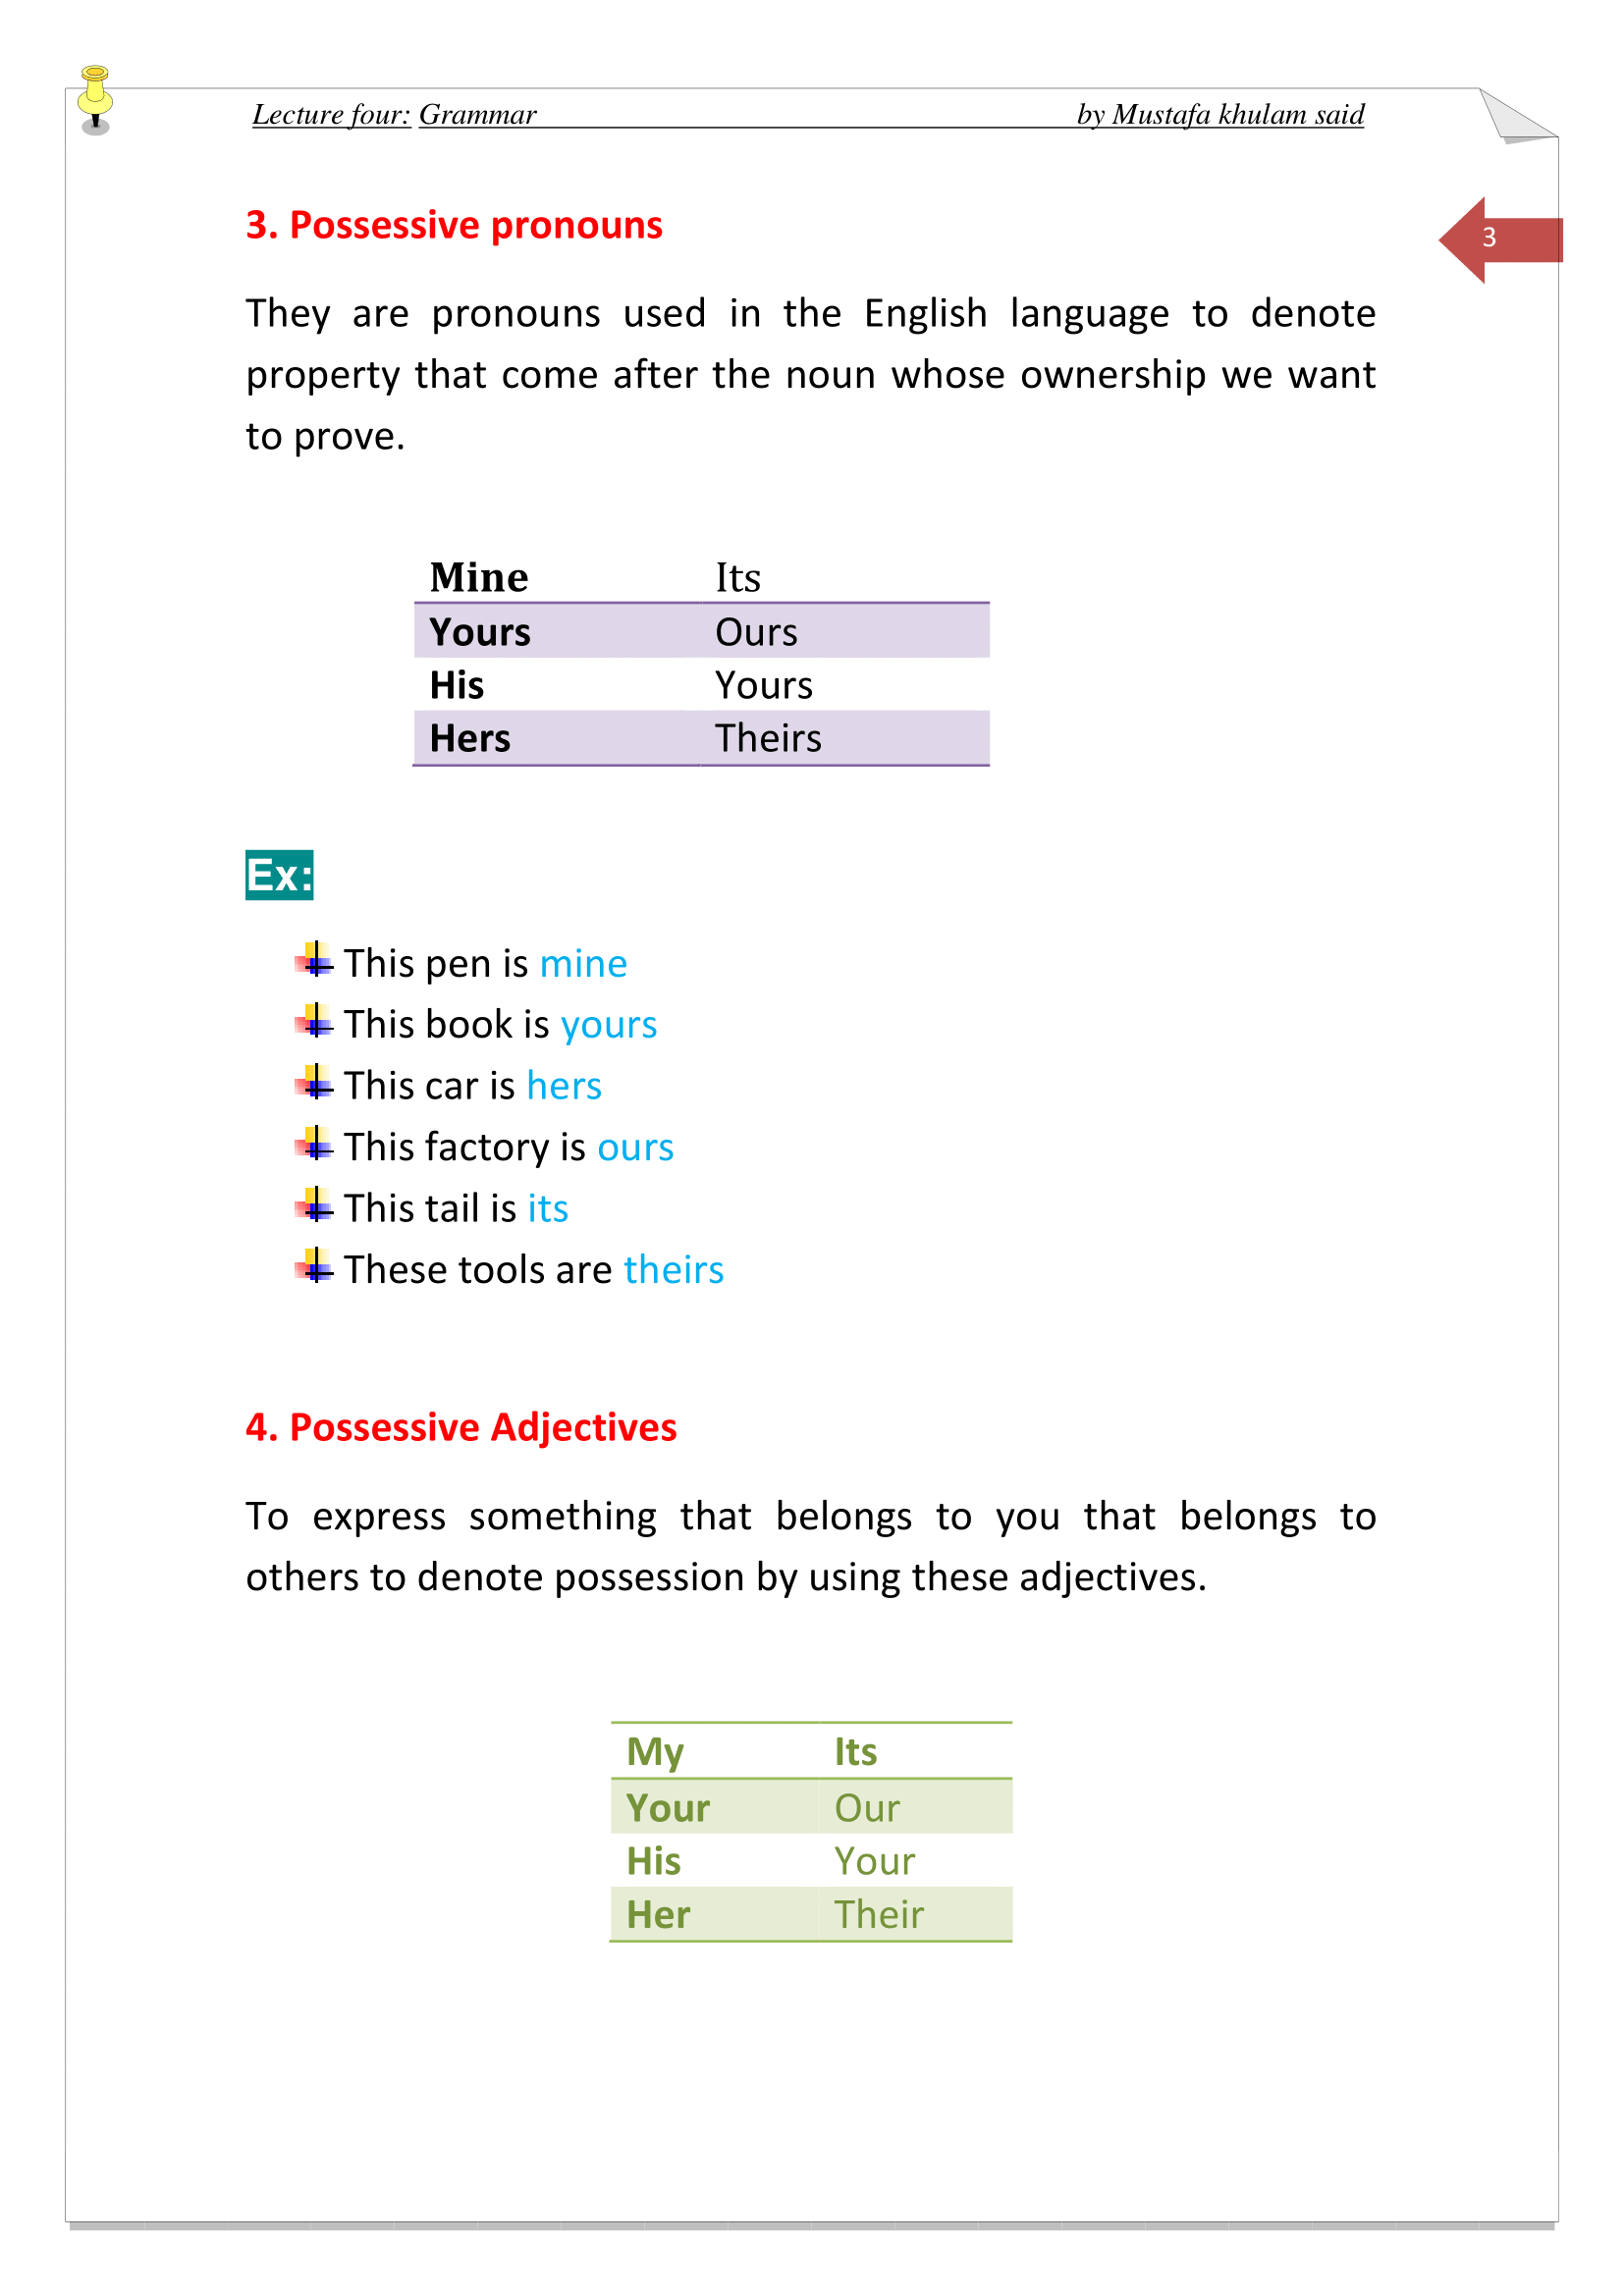 Lecture four: Grammar by Mustafa khulam said
3
3. Possessive pronouns
They are pronouns used in the English language to denote
property that come after the noun whose ownership we want
to prove.
Mine Its
Yours Ours
His Yours
Hers Theirs
Ex:
This pen is mine
This book is yours
This car is hers
This factory is ours
This tail is its
These tools are theirs
4. Possessive Adjectives
To express something that belongs to you that belongs to
others to denote possession by using these adjectives.
My Its
Your Our
His Your
Her Their